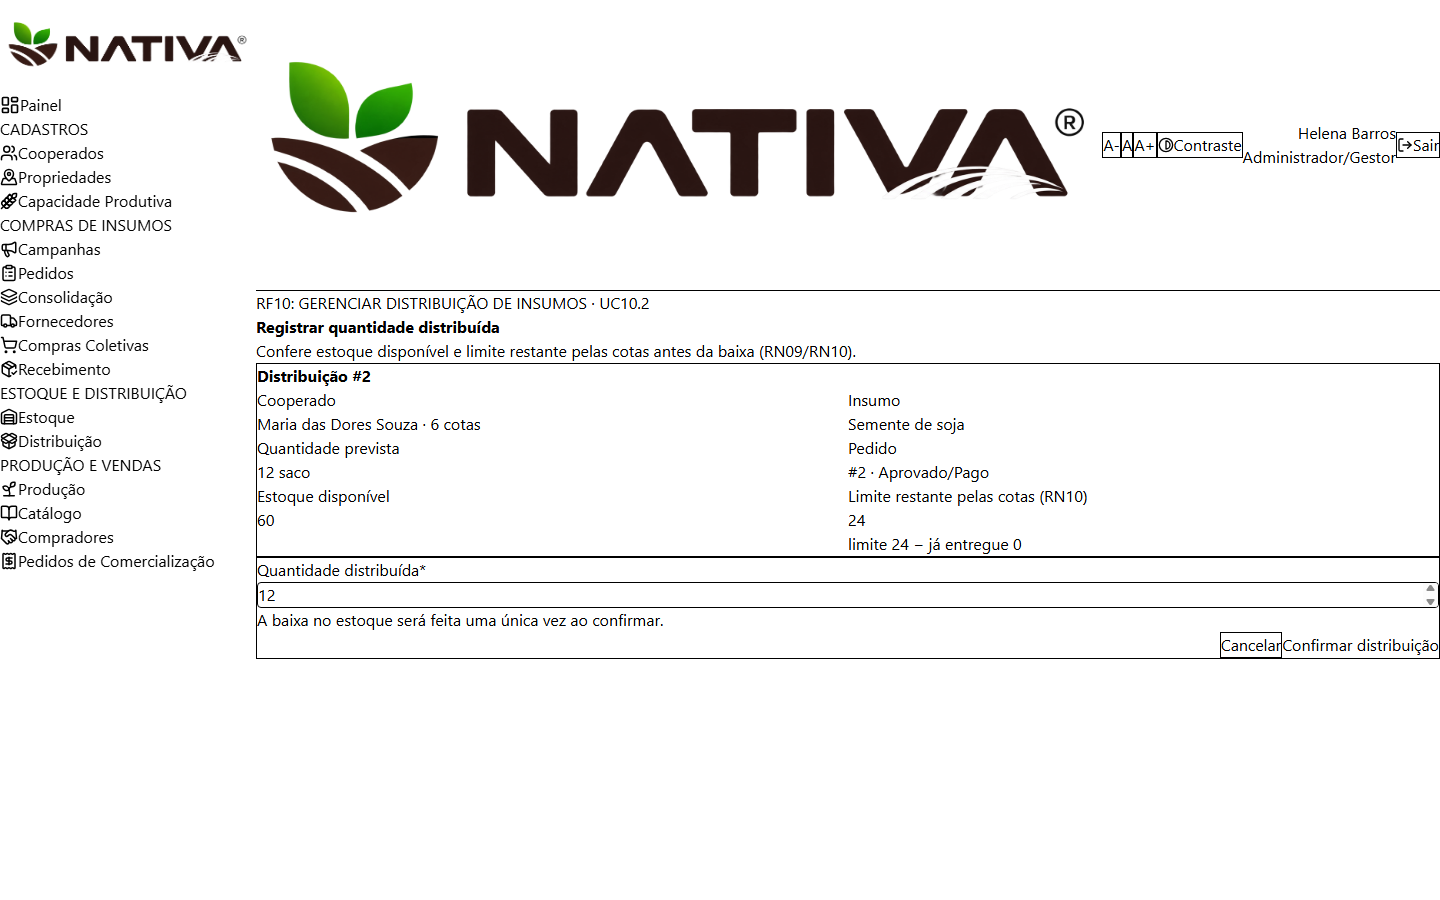 NATIVA®
Painel
CADASTROS
Cooperados
Propriedades
Capacidade Produtiva
COMPRAS DE INSUMOS
Campanhas
Pedidos
Consolidação
Fornecedores
Compras Coletivas
Recebimento
ESTOQUE E DISTRIBUIÇÃO
Estoque
Distribuição
PRODUÇÃO E VENDAS
Produção
Catálogo
Compradores
Pedidos de Comercialização
NATIVA®
A- A A+ Contraste
Helena Barros
Administrador/Gestor
Sair
RF10: GERENCIAR DISTRIBUIÇÃO DE INSUMOS · UC10.2
Registrar quantidade distribuída
Confere estoque disponível e limite restante pelas cotas antes da baixa (RN09/RN10).
Distribuição #2
Cooperado
Maria das Dores Souza · 6 cotas
Insumo
Semente de soja
Quantidade prevista
12 saco
Pedido
#2 · Aprovado/Pago
Estoque disponível
60
Limite restante pelas cotas (RN10)
24
limite 24 − já entregue 0
Quantidade distribuída*
12
A baixa no estoque será feita uma única vez ao confirmar.
Cancelar Confirmar distribuição